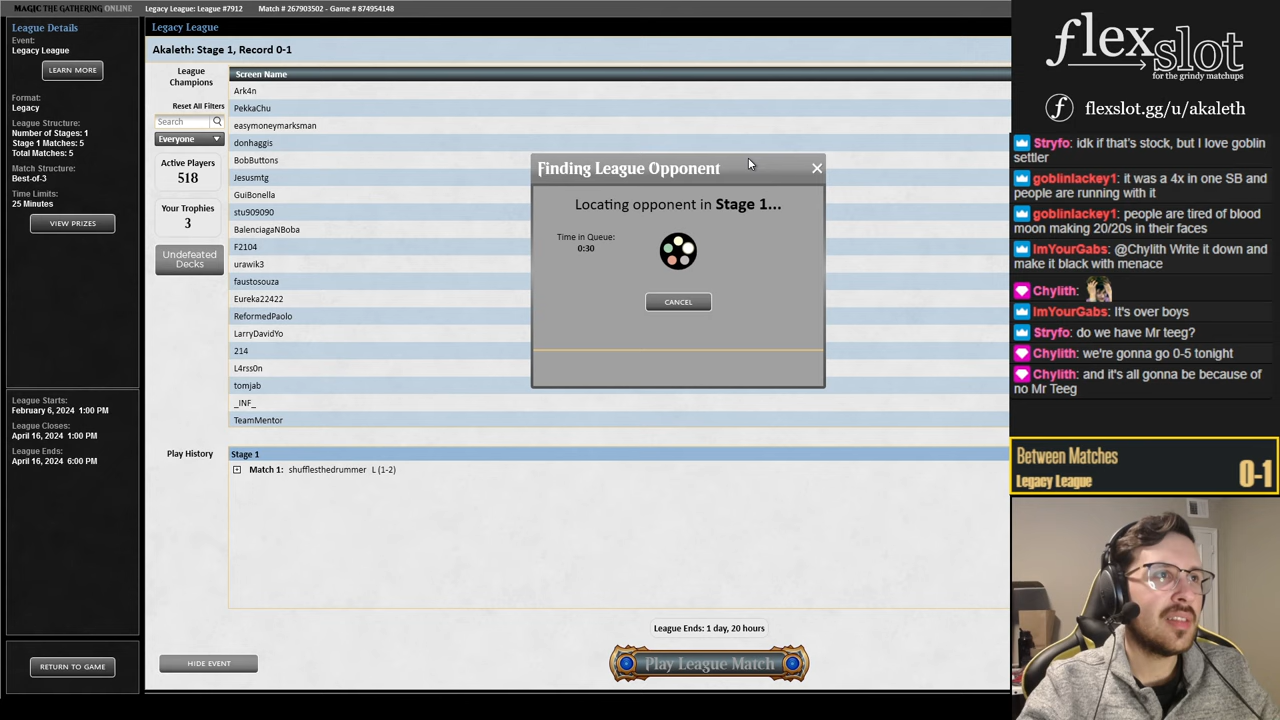 MAGIC THE GATHERING ONLINE
Legacy League: League #7912
Match # 267903502 - Game # 874954148
League Details
Event:
Legacy League
LEARN MORE
Format:
Legacy
League Structure:
Number of Stages: 1
Stage 1 Matches: 5
Total Matches: 5
Match Structure:
Best-of-3
Time Limits:
25 Minutes
VIEW PRIZES
League Starts:
February 6, 2024 1:00 PM
League Closes:
April 16, 2024 1:00 PM
League Ends:
April 16, 2024 6:00 PM
RETURN TO GAME
Legacy League
Akaleth: Stage 1, Record 0-1
League
Champions
Reset All Filters
Search
Everyone
Active Players
518
Your Trophies
3
Undefeated
Decks
Screen Name
Ark4n
PekkaChu
easymoneymarksman
donhaggis
BobButtons
Jesusmtg
GuiBonella
stu909090
BalenciagaNBoba
F2104
urawik3
faustosouza
Eureka22422
ReformedPaolo
LarryDavidYo
214
L4rss0n
tomjab
_INF_
TeamMentor
Finding League Opponent
Locating opponent in Stage 1...
Time in Queue:
0:30
CANCEL
Play History
Stage 1
Match 1: shufflesthedrummer L (1-2)
League Ends: 1 day, 20 hours
HIDE EVENT
Play League Match
flexslot
for the grindy matchups
flexslot.gg/u/akaleth
Stryfo: idk if that's stock, but I love goblin
settler
goblinlackey1: it was a 4x in one SB and
people are running with it
goblinlackey1: people are tired of blood
moon making 20/20s in their faces
ImYourGabs: @Chylith Write it down and
make it black with menace
Chylith:
ImYourGabs: It's over boys
Stryfo: do we have Mr teeg?
Chylith: we're gonna go 0-5 tonight
Chylith: and it's all gonna be because of
no Mr Teeg
Between Matches
Legacy League
0-1